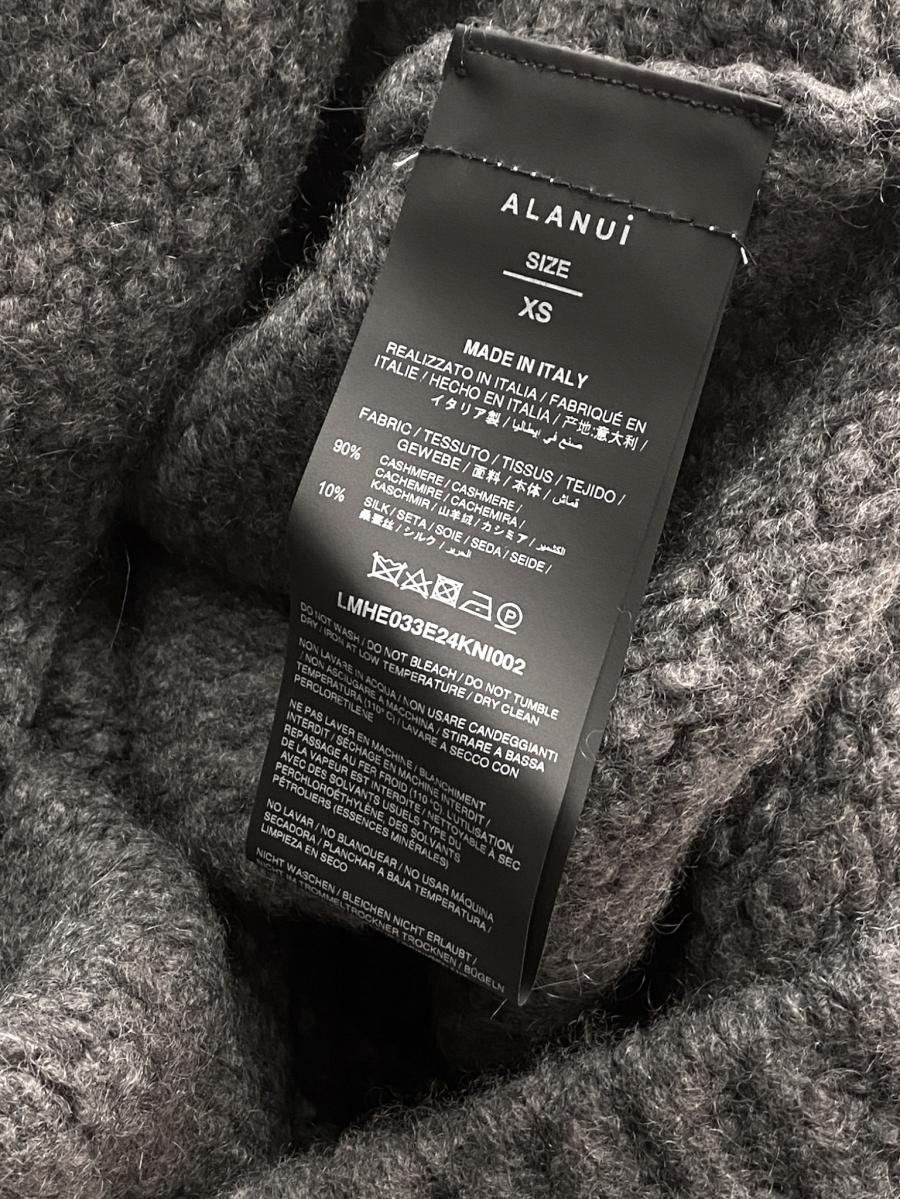 ALANUi
SIZE
XS
MADE IN ITALY
REALIZZATO IN ITALIA / FABRIQUÉ EN
ITALIE / HECHO EN ITALIA / 产地:意大利 /
イタリア製 / صنع في إيطاليا
FABRIC / TESSUTO / TISSUS / TEJIDO /
GEWEBE / 面料 / 本体 / قماش
90% CASHMERE / CASHMERE /
CACHEMIRE / CACHEMIRA /
KASCHMIR / 山羊绒 / カシミア / الكشمير
10% SILK / SETA / SOIE / SEDA / SEIDE /
桑蚕丝 / シルク / الحرير
P
LMHE033E24KNI002
DO NOT WASH / DO NOT BLEACH / DO NOT TUMBLE
DRY / IRON AT LOW TEMPERATURE / DRY CLEAN
NON LAVARE IN ACQUA / NON USARE CANDEGGIANTI
/ NON ASCIUGARE A MACCHINA / STIRARE A BASSA
TEMPERATURA (110° C) / LAVARE A SECCO CON
PERCLORETILENE
NE PAS LAVER EN MACHINE / BLANCHIMENT
INTERDIT / SÉCHAGE EN MACHINE INTERDIT /
REPASSAGE AU FER FROID (110 °C) L'UTILISATION
DE LA VAPEUR EST INTERDITE / NETTOYABLE À SEC
AVEC DES SOLVANTS USUELS TYPE DU
PERCHLOROÉTHYLÈNE, DES SOLVANTS
PÉTROLIERS (ESSENCES MINÉRALES)
NO LAVAR / NO BLANQUEAR / NO USAR MÁQUINA
SECADORA / PLANCHAR A BAJA TEMPERATURA /
LIMPIEZA EN SECO
NICHT WASCHEN / BLEICHEN NICHT ERLAUBT /
NICHT IM TROMMELTROCKNER TROCKNEN / BÜGELN